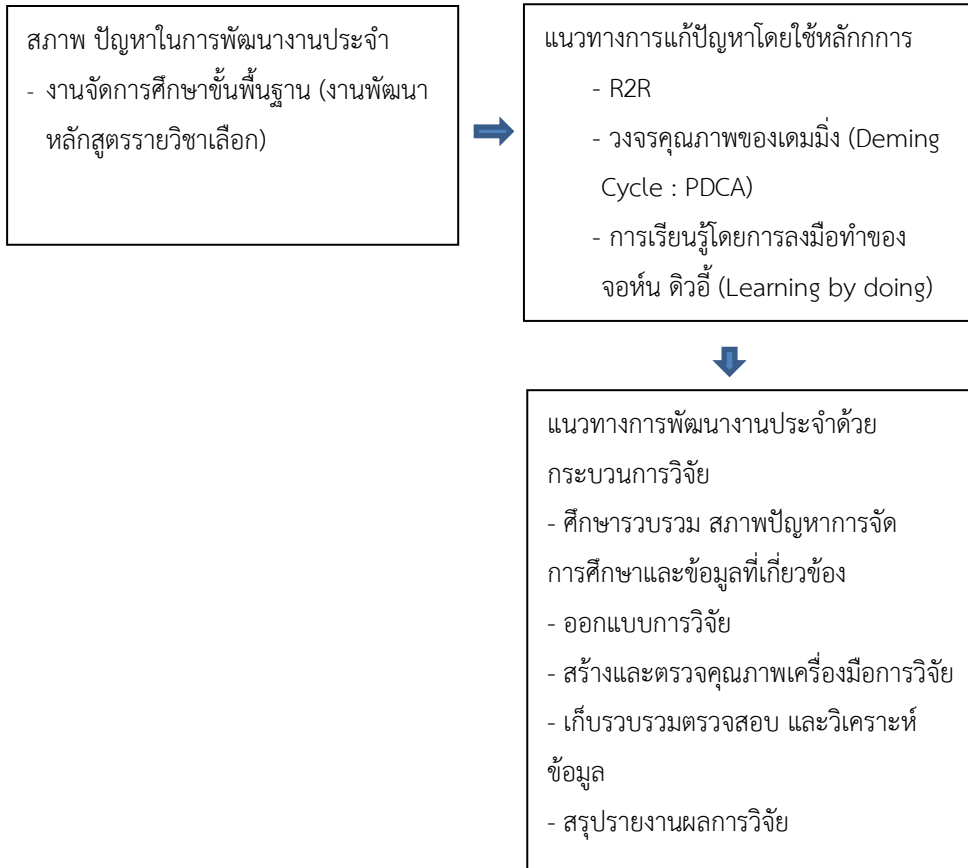 สภาพ ปัญหาในการพัฒนางานประจำ
- งานจัดการศึกษาขั้นพื้นฐาน (งานพัฒนา
หลักสูตรรายวิชาเลือก)
แนวทางการแก้ปัญหาโดยใช้หลักกการ
- R2R
- วงจรคุณภาพของเดมมิ่ง (Deming
Cycle : PDCA)
- การเรียนรู้โดยการลงมือทำของ
จอห์น ดิวอี้ (Learning by doing)
แนวทางการพัฒนางานประจำด้วย
กระบวนการวิจัย
- ศึกษารวบรวม สภาพปัญหาการจัด
การศึกษาและข้อมูลที่เกี่ยวข้อง
- ออกแบบการวิจัย
- สร้างและตรวจคุณภาพเครื่องมือการวิจัย
- เก็บรวบรวมตรวจสอบ และวิเคราะห์
ข้อมูล
- สรุปรายงานผลการวิจัย